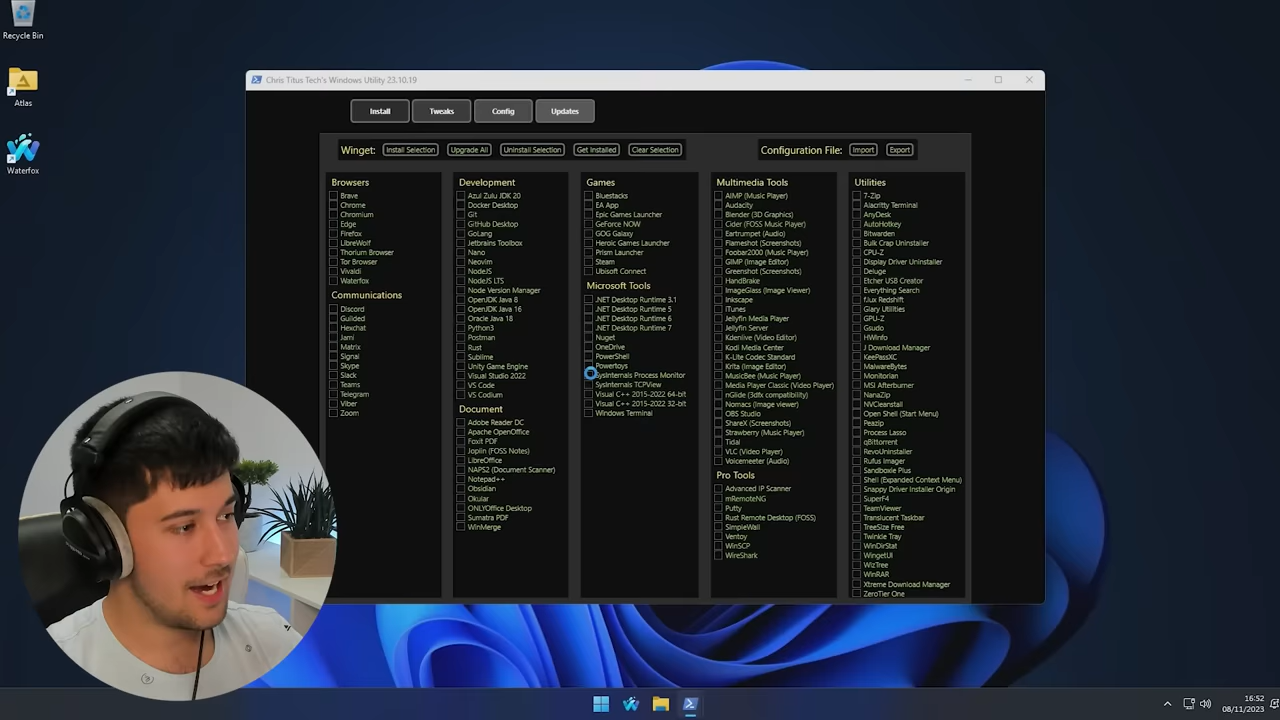 Recycle Bin
Atlas
Waterfox
Chris Titus Tech's Windows Utility 23.10.19
Install Tweaks Config Updates
Winget: Install Selection Upgrade All Uninstall Selection Get Installed Clear Selection
Configuration File: Import Export
Browsers
Brave
Chrome
Chromium
Edge
Firefox
LibreWolf
Thorium Browser
Tor Browser
Vivaldi
Waterfox
Communications
Discord
Guilded
Hexchat
Jami
Matrix
Signal
Skype
Slack
Teams
Telegram
Viber
Zoom
Development
Azul Zulu JDK 20
Docker Desktop
Git
GitHub Desktop
GoLang
Jetbrains Toolbox
Nano
Neovim
NodeJS
NodeJS LTS
Node Version Manager
OpenJDK Java 8
OpenJDK Java 16
Oracle Java 18
Python3
Postman
Rust
Sublime
Unity Game Engine
Visual Studio 2022
VS Code
VS Codium
Document
Adobe Reader DC
Apache OpenOffice
Foxit PDF
Joplin (FOSS Notes)
LibreOffice
NAPS2 (Document Scanner)
Notepad++
Obsidian
Okular
ONLYOffice Desktop
Sumatra PDF
WinMerge
Games
Bluestacks
EA App
Epic Games Launcher
GeForce NOW
GOG Galaxy
Heroic Games Launcher
Prism Launcher
Steam
Ubisoft Connect
Microsoft Tools
.NET Desktop Runtime 3.1
.NET Desktop Runtime 5
.NET Desktop Runtime 6
.NET Desktop Runtime 7
Nuget
OneDrive
PowerShell
Powertoys
SysInternals Process Monitor
SysInternals TCPView
Visual C++ 2015-2022 64-bit
Visual C++ 2015-2022 32-bit
Windows Terminal
Multimedia Tools
AIMP (Music Player)
Audacity
Blender (3D Graphics)
Cider (FOSS Music Player)
Eartrumpet (Audio)
Flameshot (Screenshots)
Foobar2000 (Music Player)
GIMP (Image Editor)
Greenshot (Screenshots)
HandBrake
ImageGlass (Image Viewer)
Inkscape
iTunes
Jellyfin Media Player
Jellyfin Server
Kdenlive (Video Editor)
Kodi Media Center
K-Lite Codec Standard
Krita (Image Editor)
MusicBee (Music Player)
Media Player Classic (Video Player)
nGlide (3dfx compatibility)
Nomacs (Image viewer)
OBS Studio
ShareX (Screenshots)
Strawberry (Music Player)
Tidal
VLC (Video Player)
Voicemeeter (Audio)
Pro Tools
Advanced IP Scanner
mRemoteNG
Putty
Rust Remote Desktop (FOSS)
SimpleWall
Ventoy
WinSCP
WireShark
Utilities
7-Zip
Alacritty Terminal
AnyDesk
AutoHotkey
Bitwarden
Bulk Crap Uninstaller
CPU-Z
Display Driver Uninstaller
Deluge
Etcher USB Creator
Everything Search
f.lux Redshift
Glary Utilities
GPU-Z
Gsudo
HWInfo
J Download Manager
KeePassXC
MalwareBytes
Monitorian
MSI Afterburner
NanaZip
NVCleanstall
Open Shell (Start Menu)
Peazip
Process Lasso
qBittorrent
RevoUninstaller
Rufus Imager
Sandboxie Plus
Shell (Expanded Context Menu)
Snappy Driver Installer Origin
SuperF4
TeamViewer
Translucent Taskbar
TreeSize Free
Twinkle Tray
WinDirStat
WingetUI
WizTree
WinRAR
Xtreme Download Manager
ZeroTier One
16:52
08/11/2023